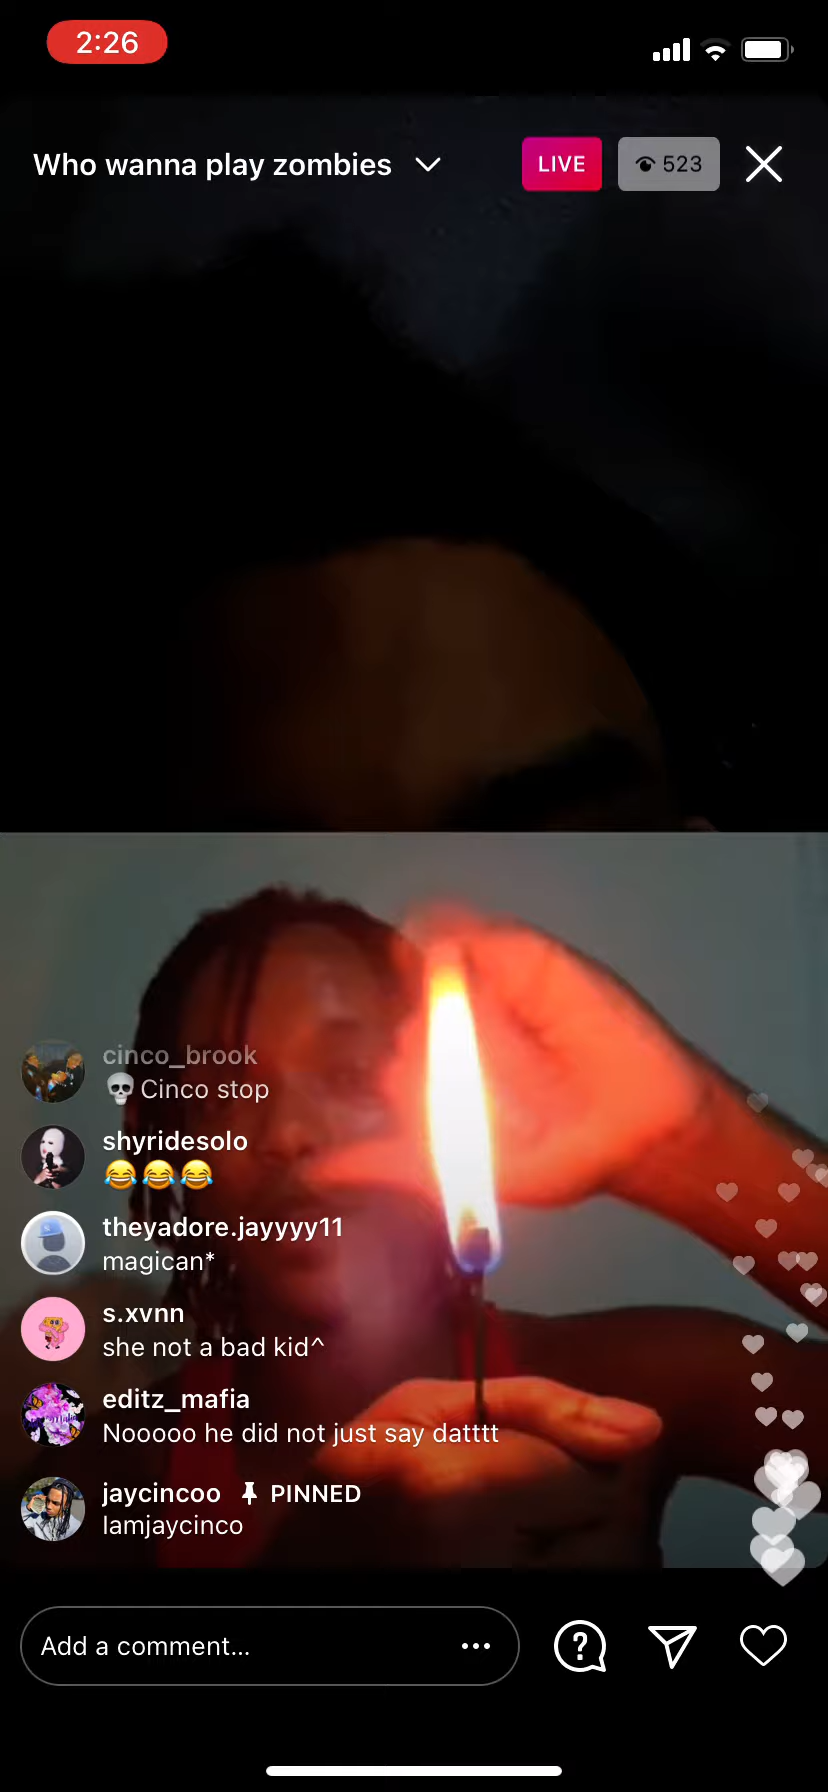 2:26
Who wanna play zombies
LIVE
523
cinco_brook
💀Cinco stop
shyridesolo
😂😂😂
theyadore.jayyyy11
magican*
s.xvnn
she not a bad kid^
editz_mafia
Nooooo he did not just say datttt
jaycincoo PINNED
Iamjaycinco
Add a comment...